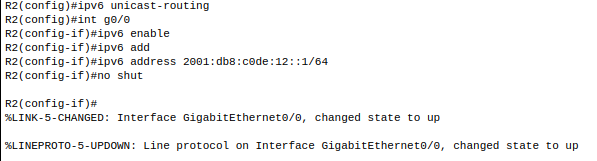 R2(config)#ipv6 unicast-routing
R2(config)#int g0/0
R2(config-if)#ipv6 enable
R2(config-if)#ipv6 add
R2(config-if)#ipv6 address 2001:db8:c0de:12::1/64
R2(config-if)#no shut
R2(config-if)#
%LINK-5-CHANGED: Interface GigabitEthernet0/0, changed state to up
%LINEPROTO-5-UPDOWN: Line protocol on Interface GigabitEthernet0/0, changed state to up